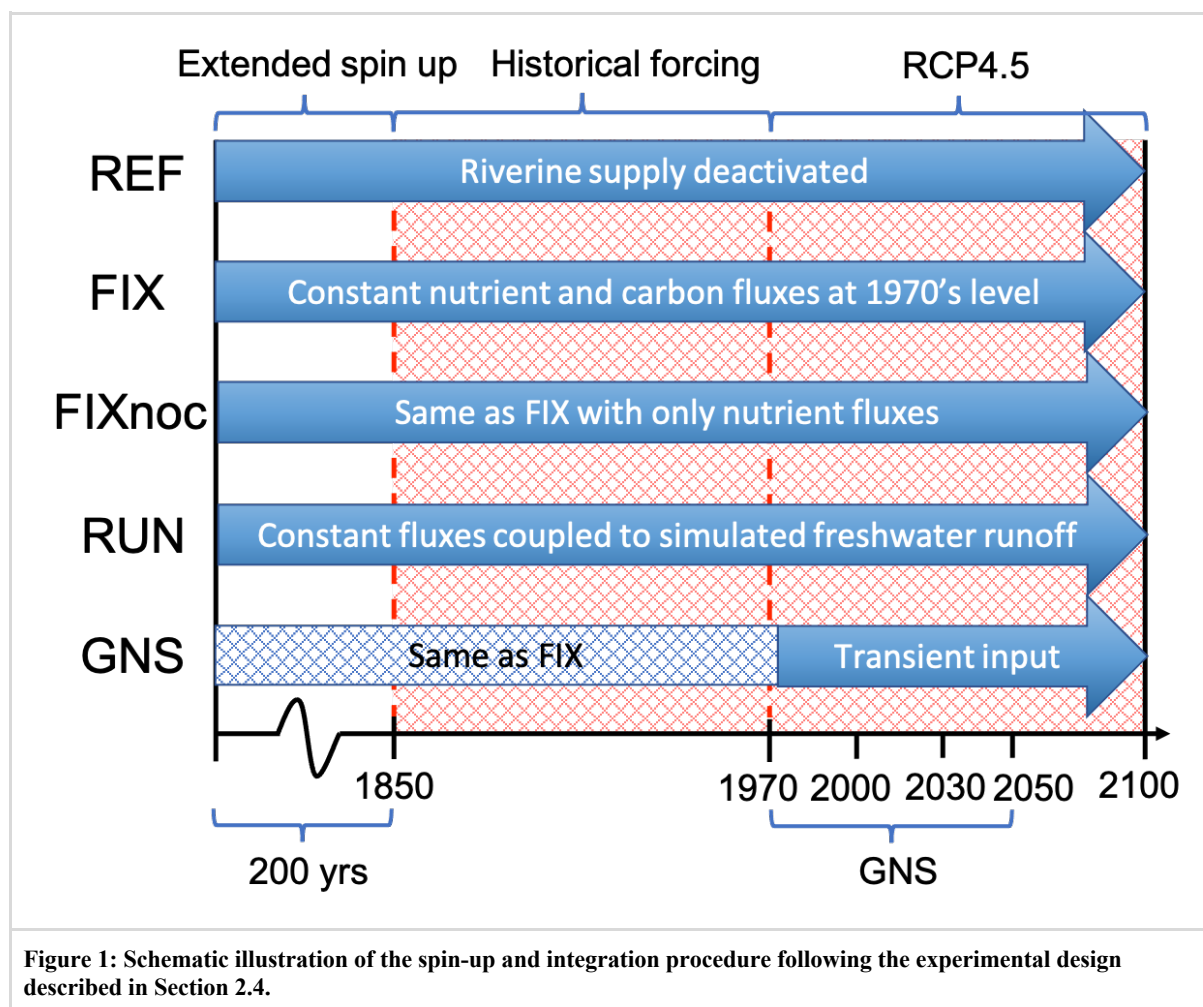 Extended spin up Historical forcing RCP4.5
REF Riverine supply deactivated
FIX Constant nutrient and carbon fluxes at 1970's level
FIXnoc Same as FIX with only nutrient fluxes
RUN Constant fluxes coupled to simulated freshwater runoff
GNS Same as FIX Transient input
1850 1970 2000 2030 2050 2100
200 yrs GNS
Figure 1: Schematic illustration of the spin-up and integration procedure following the experimental design
described in Section 2.4.